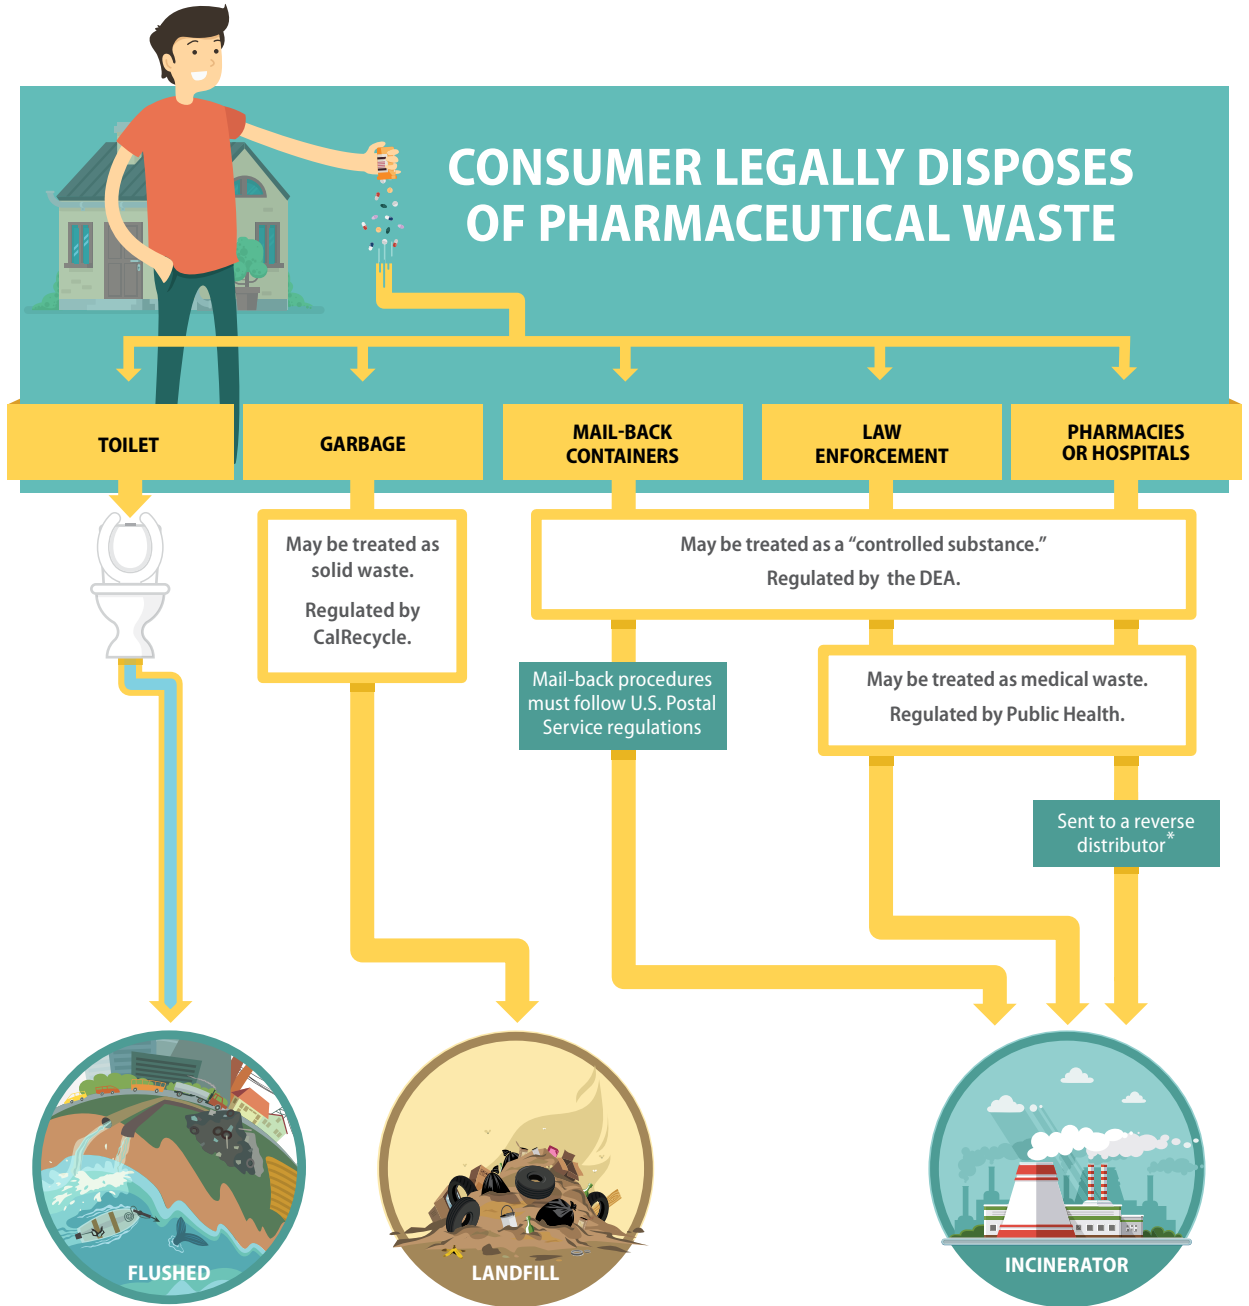 CONSUMER LEGALLY DISPOSES
OF PHARMACEUTICAL WASTE
TOILET
GARBAGE
MAIL-BACK
CONTAINERS
LAW
ENFORCEMENT
PHARMACIES
OR HOSPITALS
May be treated as
solid waste.
Regulated by
CalRecycle.
May be treated as a “controlled substance.”
Regulated by the DEA.
Mail-back procedures
must follow U.S. Postal
Service regulations
May be treated as medical waste.
Regulated by Public Health.
Sent to a reverse
distributor*
FLUSHED
LANDFILL
INCINERATOR